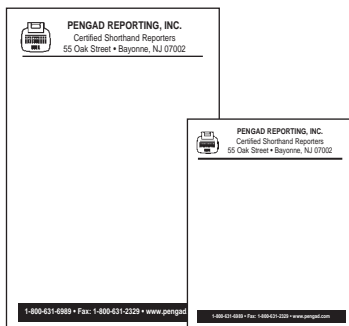 PENGAD REPORTING, INC.
Certified Shorthand Reporters
55 Oak Street • Bayonne, NJ 07002
1-800-631-6989 • Fax: 1-800-631-2329 • www.pengad
PENGAD REPORTING, INC.
Certified Shorthand Reporters
55 Oak Street • Bayonne, NJ 07002
1-800-631-6989 • Fax: 1-800-631-2329 • www.pengad.com